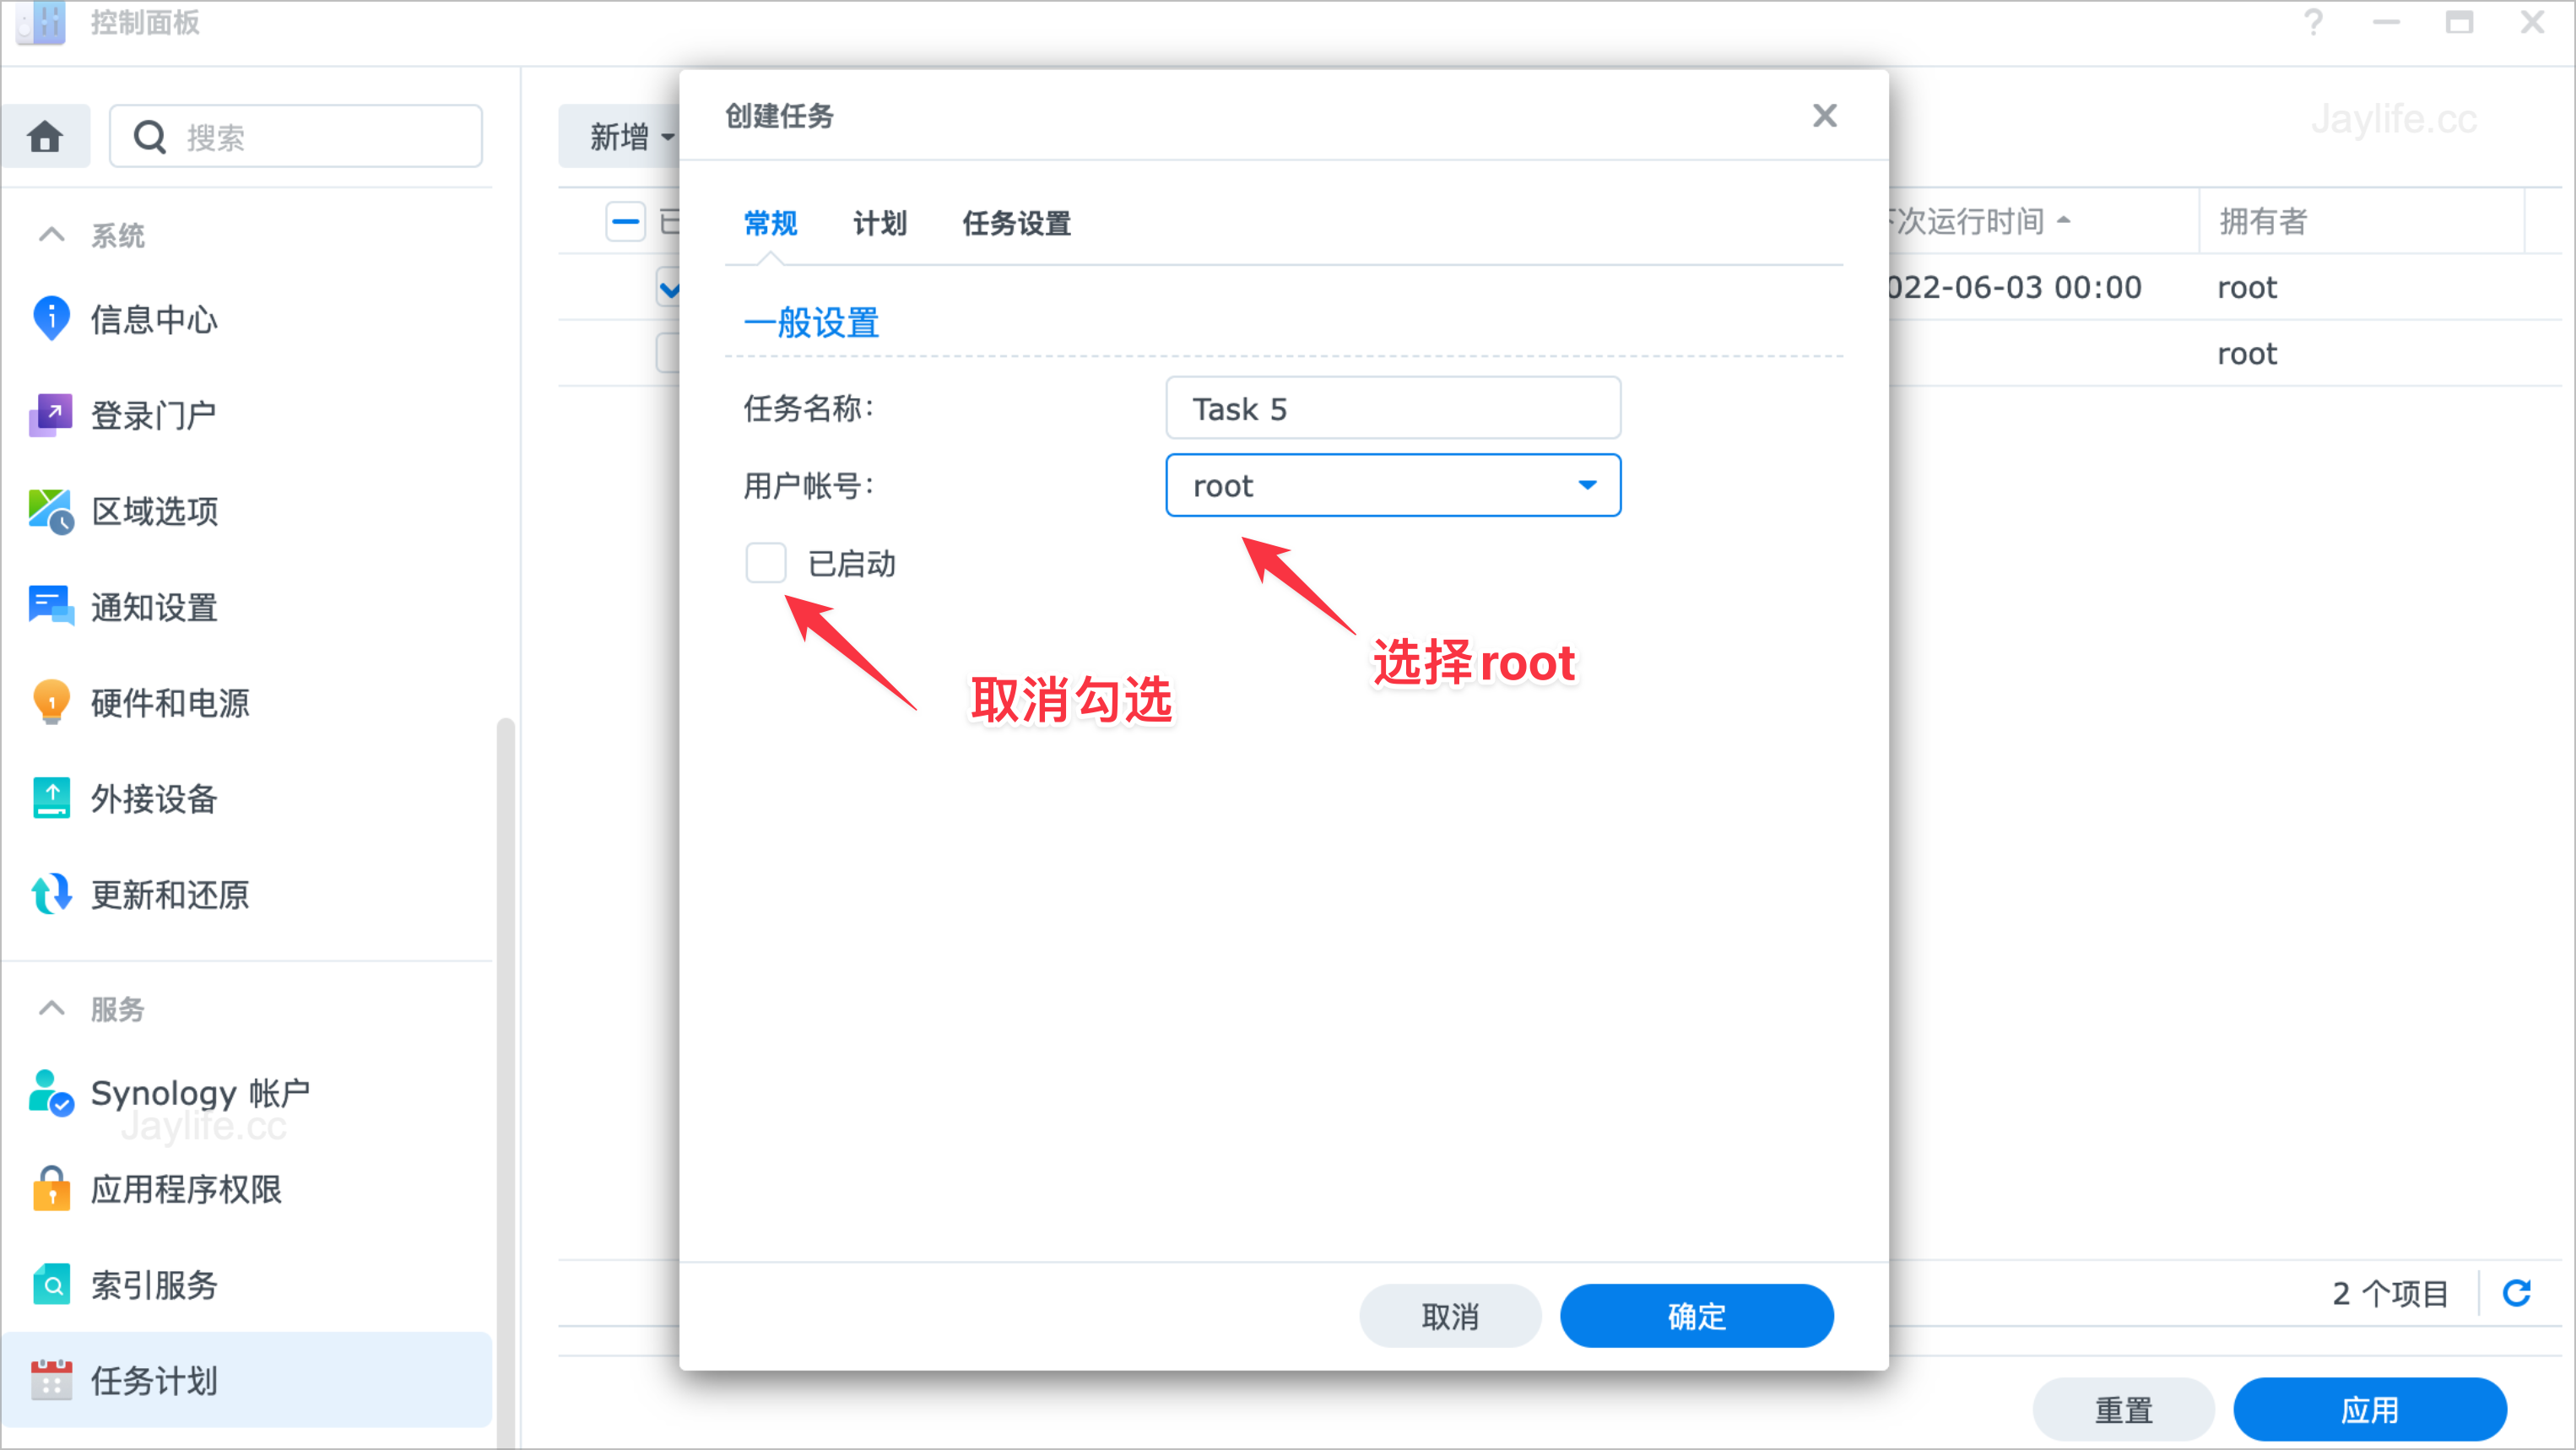 控制面板
Jaylife.cc
搜索
系统
信息中心
登录门户
区域选项
通知设置
硬件和电源
外接设备
更新和还原
服务
Synology 帐户
Jaylife.cc
应用程序权限
索引服务
任务计划
新增
次运行时间
拥有者
022-06-03 00:00
root
root
创建任务
常规 计划 任务设置
一般设置
任务名称:
Task 5
用户帐号:
root
已启动
取消勾选
选择root
取消
确定
2 个项目
重置
应用